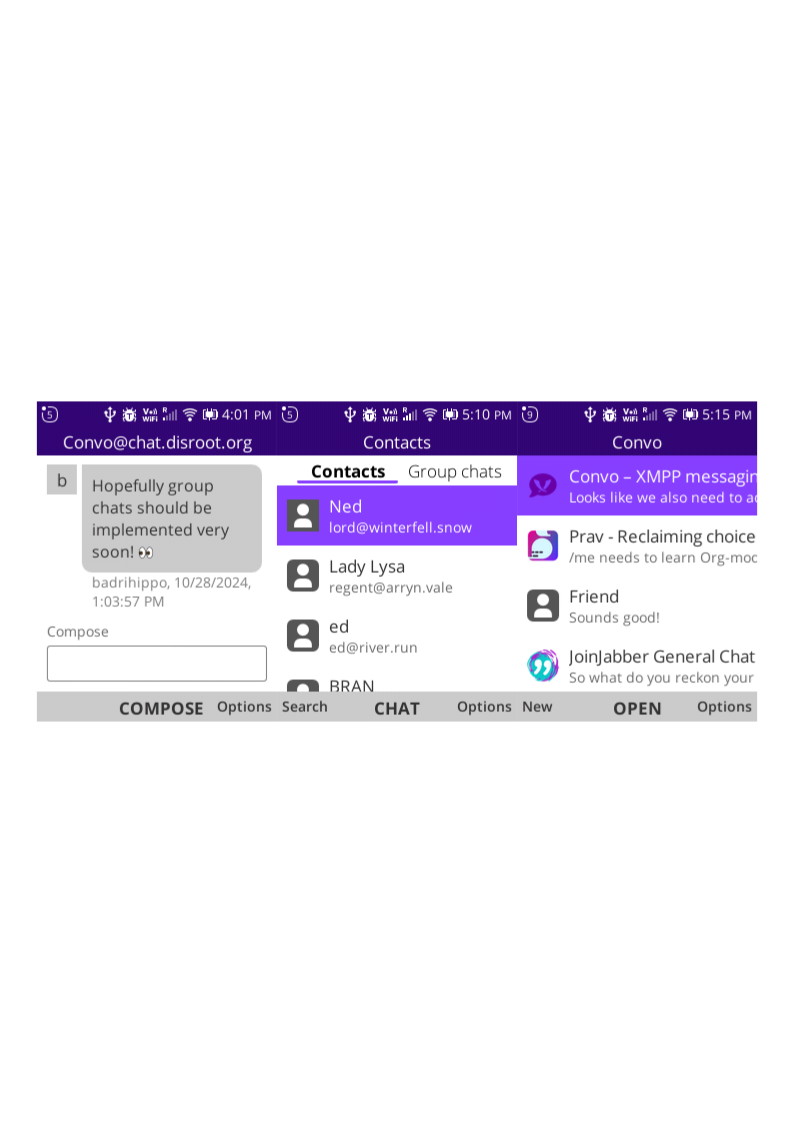 5 4:01 PM
Convo@chat.disroot.org
b
Hopefully group
chats should be
implemented very
soon! 👀
badrihippo, 10/28/2024,
1:03:57 PM
Compose
COMPOSE Options
5 5:10 PM
Contacts
Contacts Group chats
Ned
lord@winterfell.snow
Lady Lysa
regent@arryn.vale
ed
ed@river.run
BRAN
Search CHAT Options
9 5:15 PM
Convo
Convo – XMPP messagin
Looks like we also need to ad
Prav - Reclaiming choice
/me needs to learn Org-mod
Friend
Sounds good!
JoinJabber General Chat
So what do you reckon your
New OPEN Options